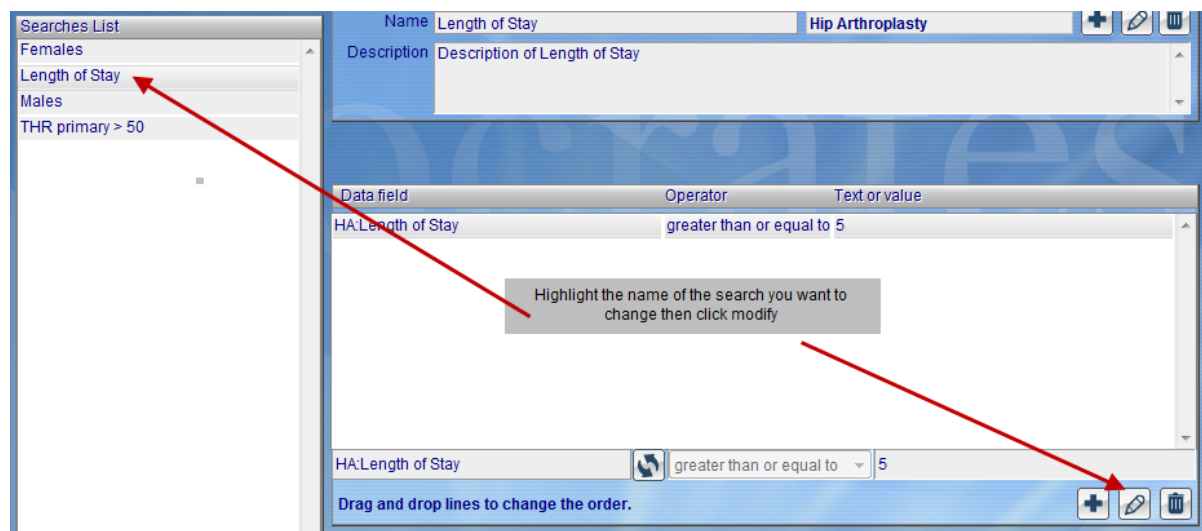 Searches List
Females
Length of Stay
Males
THR primary > 50
Name Length of Stay Hip Arthroplasty
Description Description of Length of Stay
ocrates
Data field Operator Text or value
HA:Length of Stay greater than or equal to 5
Highlight the name of the search you want to
change then click modify
HA:Length of Stay greater than or equal to 5
Drag and drop lines to change the order.